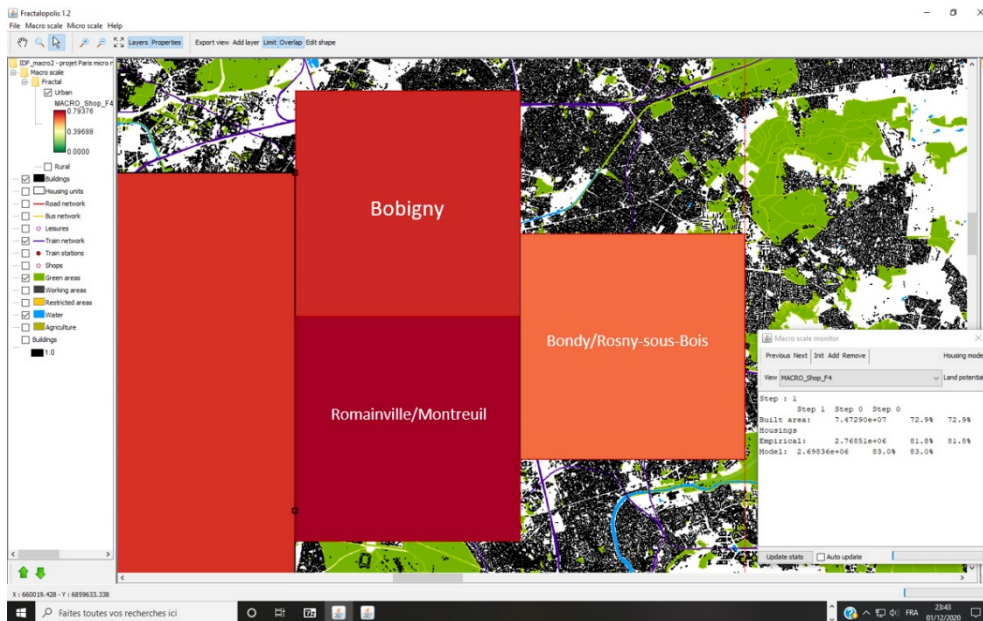 Fractalopolis 1.2
File Macro scale Micro scale Help
Layers Properties Export view Add layer Limit Overlap Edit shape
IDF_macro2 - projet Paris micro r
Macro scale
Fractal
Urban
MACRO_Shop_F4
0.79376
0.39688
0.0000
Rural
Buildings
Housing units
Road network
Bus network
Leisures
Train network
Train stations
Shops
Green areas
Working areas
Restricted areas
Water
Agriculture
Buildings
1.0
Bobigny
Romainville/Montreuil
Bondy/Rosny-sous-Bois
Macro scale monitor
Previous Next Init Add Remove Housing mode
View MACRO_Shop_F4 Land potential
Step : 1
Step 1 Step 0 Step 0
Built area: 7.47290e+07 72.9% 72.9%
Housings
Empirical: 2.76851e+06 81.8% 81.8%
Model: 2.69836e+06 83.0% 83.0%
Update stats Auto update
X : 660019.428 - Y : 6859633.338
Faites toutes vos recherches ici
FRA
23:43
01/12/2020